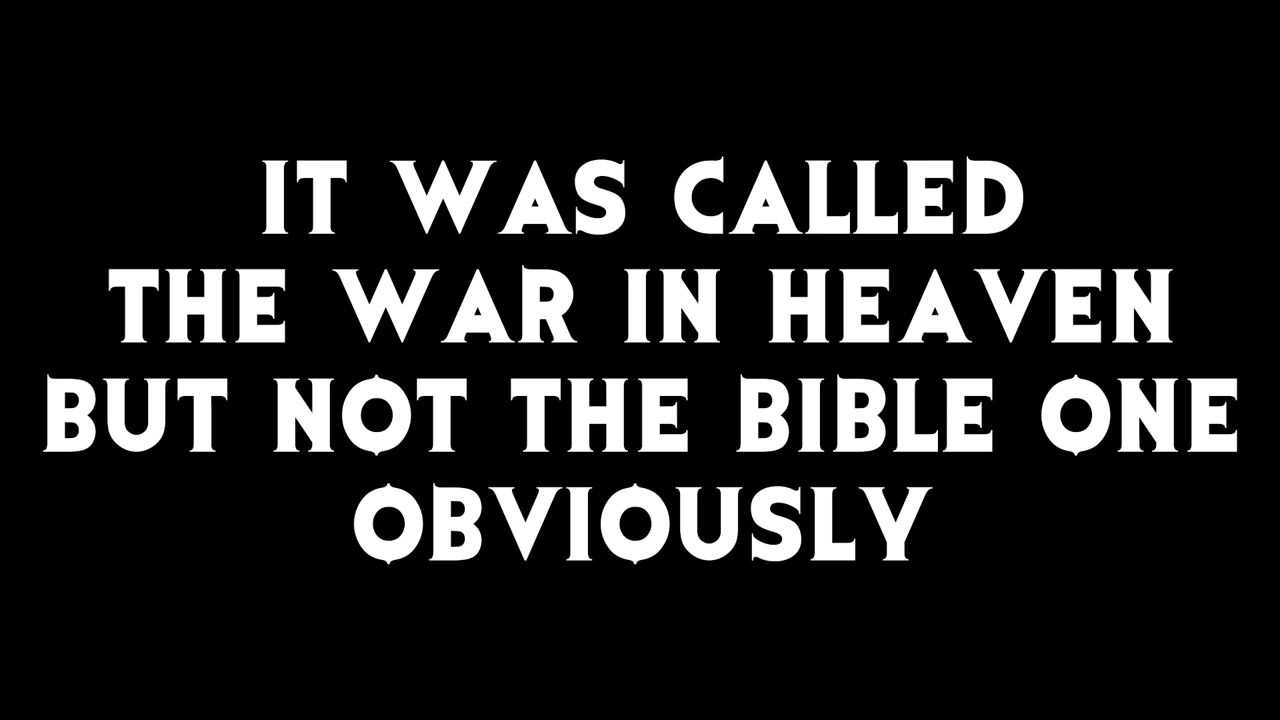 IT WAS CALLED
THE WAR IN HEAVEN
BUT NOT THE BIBLE ONE
OBVIOUSLY